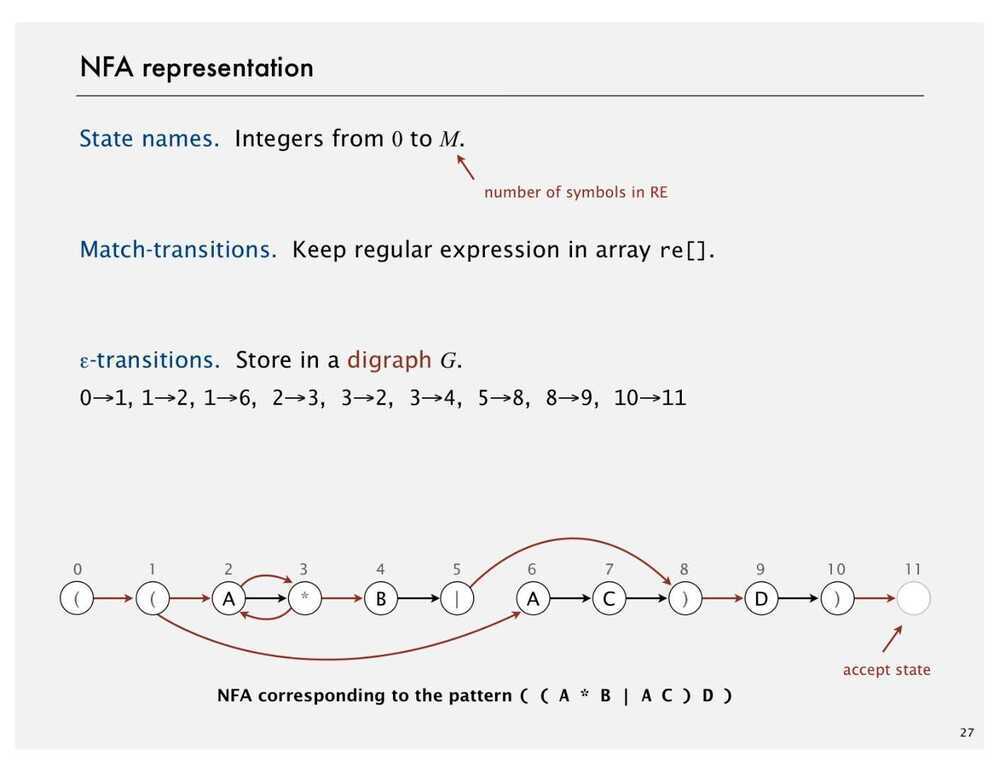 NFA representation
State names. Integers from 0 to M.
number of symbols in RE
Match-transitions. Keep regular expression in array re[].
ε-transitions. Store in a digraph G.
0→1, 1→2, 1→6, 2→3, 3→2, 3→4, 5→8, 8→9, 10→11
0 1 2 3 4 5 6 7 8 9 10 11
( ( A * B | A C ) D )
accept state
NFA corresponding to the pattern ( ( A * B | A C ) D )
27